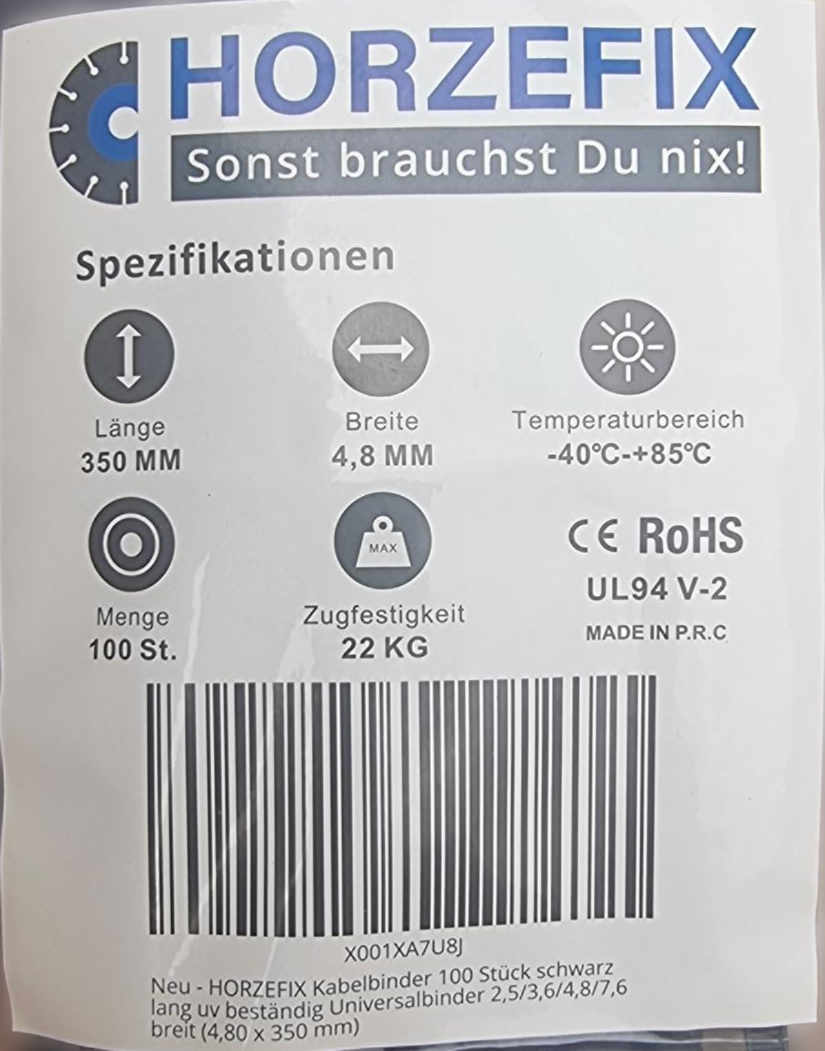 HORZEFIX
Sonst brauchst Du nix!
Spezifikationen
Länge
350 MM
Breite
4,8 MM
Temperaturbereich
-40°C-+85°C
Menge
100 St.
MAX
Zugfestigkeit
22 KG
CE RoHS
UL94 V-2
MADE IN P.R.C
X001XA7U8J
Neu - HORZEFIX Kabelbinder 100 Stück schwarz
lang uv beständig Universalbinder 2,5/3,6/4,8/7,6
breit (4,80 x 350 mm)